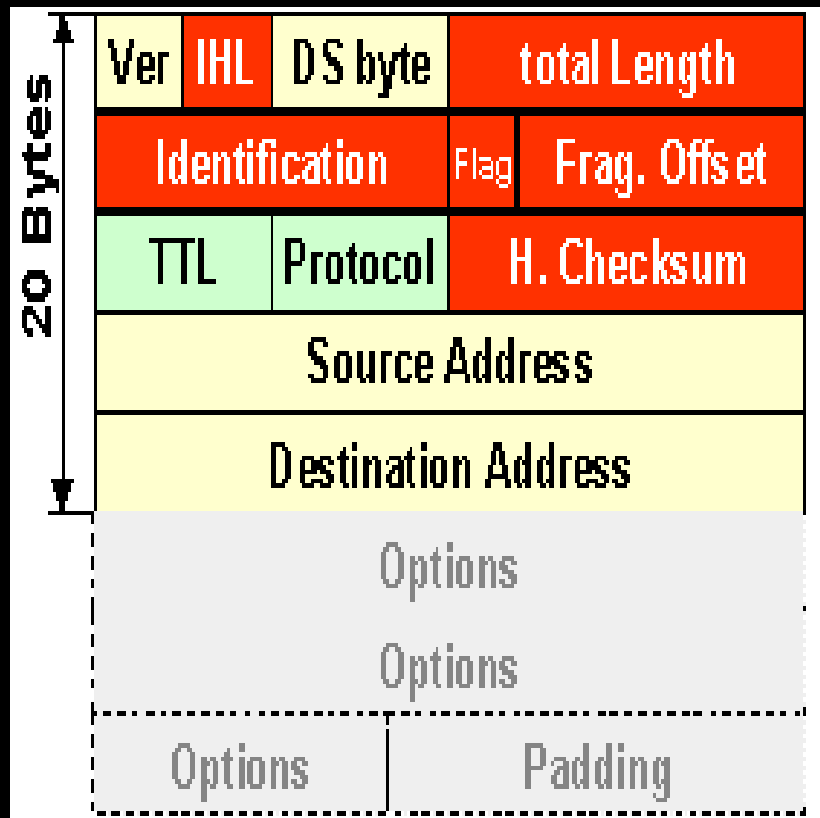 20 Bytes
Ver IHL DS byte total Length
Identification Flag Frag. Offset
TTL Protocol H. Checksum
Source Address
Destination Address
Options
Options
Options Padding